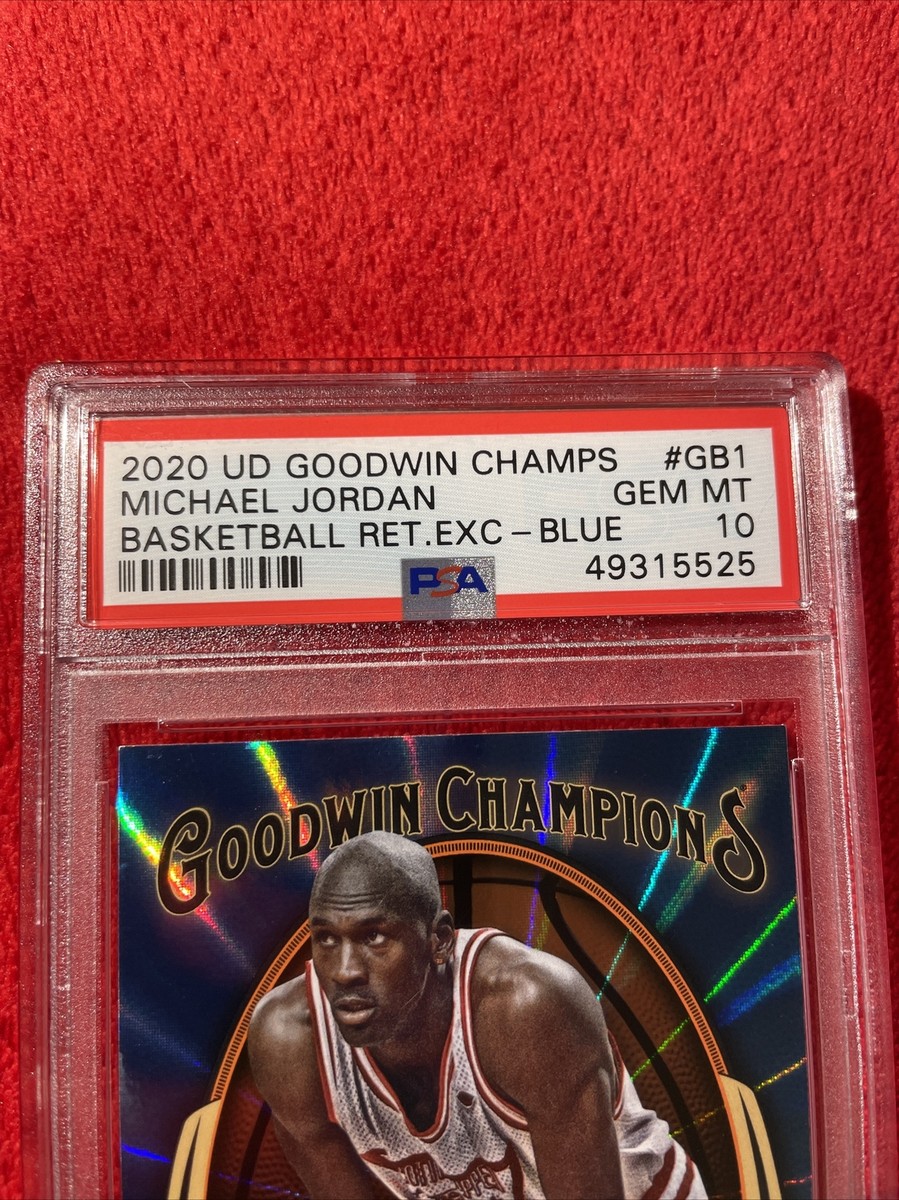 2020 UD GOODWIN CHAMPS #GB1
MICHAEL JORDAN GEM MT
BASKETBALL RET.EXC - BLUE 10
49315525
PSA
GOODWIN CHAMPIONS